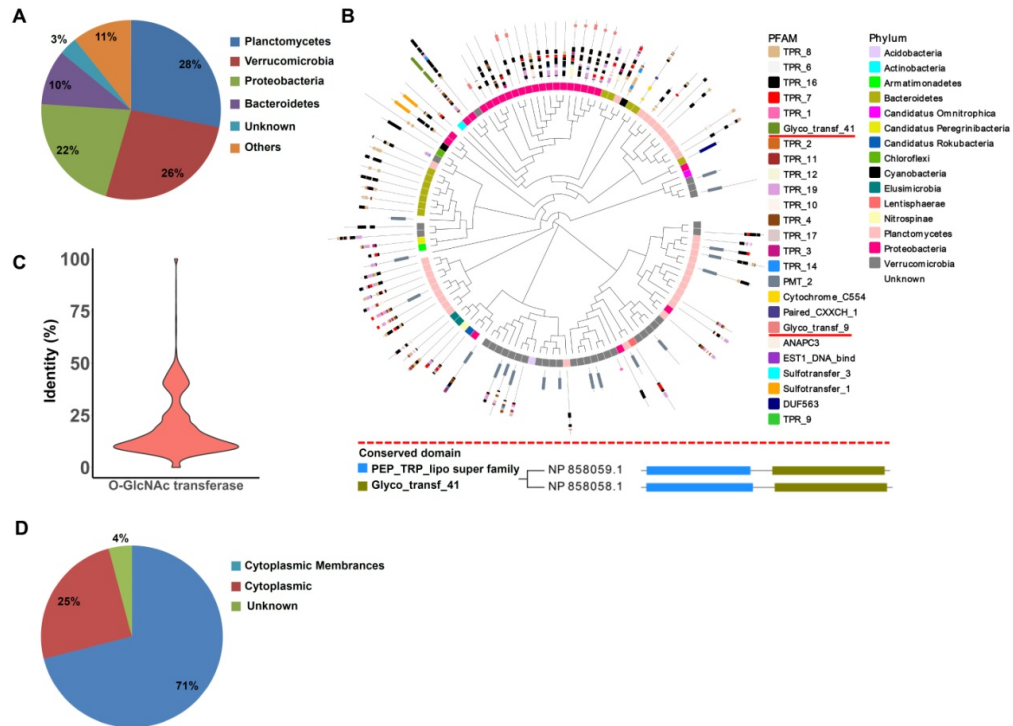 A
3%
11%
28%
10%
22%
26%
Planctomycetes
Verrucomicrobia
Proteobacteria
Bacteroidetes
Unknown
Others
B
PFAM
TPR_8
TPR_6
TPR_16
TPR_7
TPR_1
Glyco_transf_41
TPR_2
TPR_11
TPR_12
TPR_19
TPR_10
TPR_4
TPR_17
TPR_3
TPR_14
PMT_2
Cytochrome_C554
Paired_CXXCH_1
Glyco_transf_9
ANAPC3
EST1_DNA_bind
Sulfotransfer_3
Sulfotransfer_1
DUF563
TPR_9
Phylum
Acidobacteria
Actinobacteria
Armatimonadetes
Bacteroidetes
Candidatus Omnitrophica
Candidatus Peregrinibacteria
Candidatus Rokubacteria
Chloroflexi
Cyanobacteria
Elusimicrobia
Lentisphaerae
Nitrospinae
Planctomycetes
Proteobacteria
Verrucomicrobia
Unknown
Conserved domain
PEP_TRP_lipo super family
Glyco_transf_41
NP 858059.1
NP 858058.1
C
Identity (%)
100
75
50
25
0
O-GlcNAc transferase
D
4%
25%
71%
Cytoplasmic Membrances
Cytoplasmic
Unknown